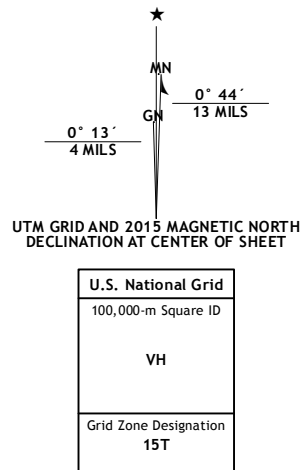 ★
MN
0° 44´
13 MILS
GN
0° 13´
4 MILS
UTM GRID AND 2015 MAGNETIC NORTH
DECLINATION AT CENTER OF SHEET
U.S. National Grid
100,000-m Square ID
VH
Grid Zone Designation
15T